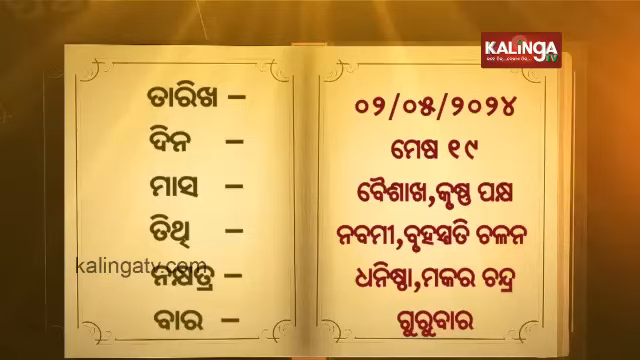 KALINGA TV
ତାରିଖ – ୦୨/୦୫/୨୦୨୪
ଦିନ – ମେଷ ୧୯
ମାସ – ବୈଶାଖ,କୃଷ୍ଣ ପକ୍ଷ
ତିଥି – ନବମୀ,ବୃହସ୍ପତି ଚଳନ
ନକ୍ଷତ୍ର – ଧନିଷ୍ଠା,ମକର ଚନ୍ଦ୍ର
kalingatv.com
ବାର – ଗୁରୁବାର